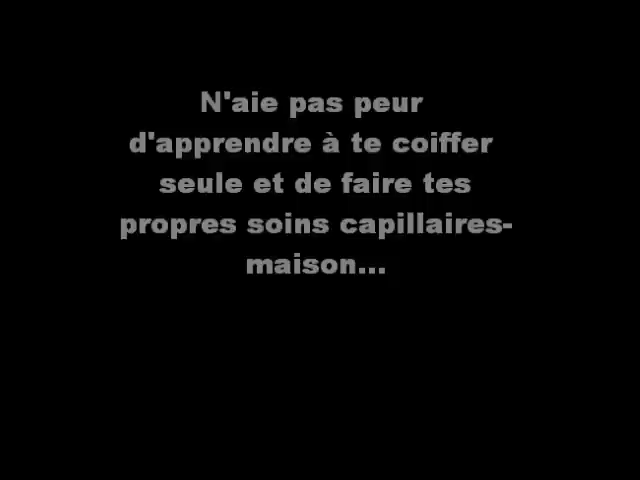 N'aie pas peur
d'apprendre à te coiffer
seule et de faire tes
propres soins capillaires-
maison...